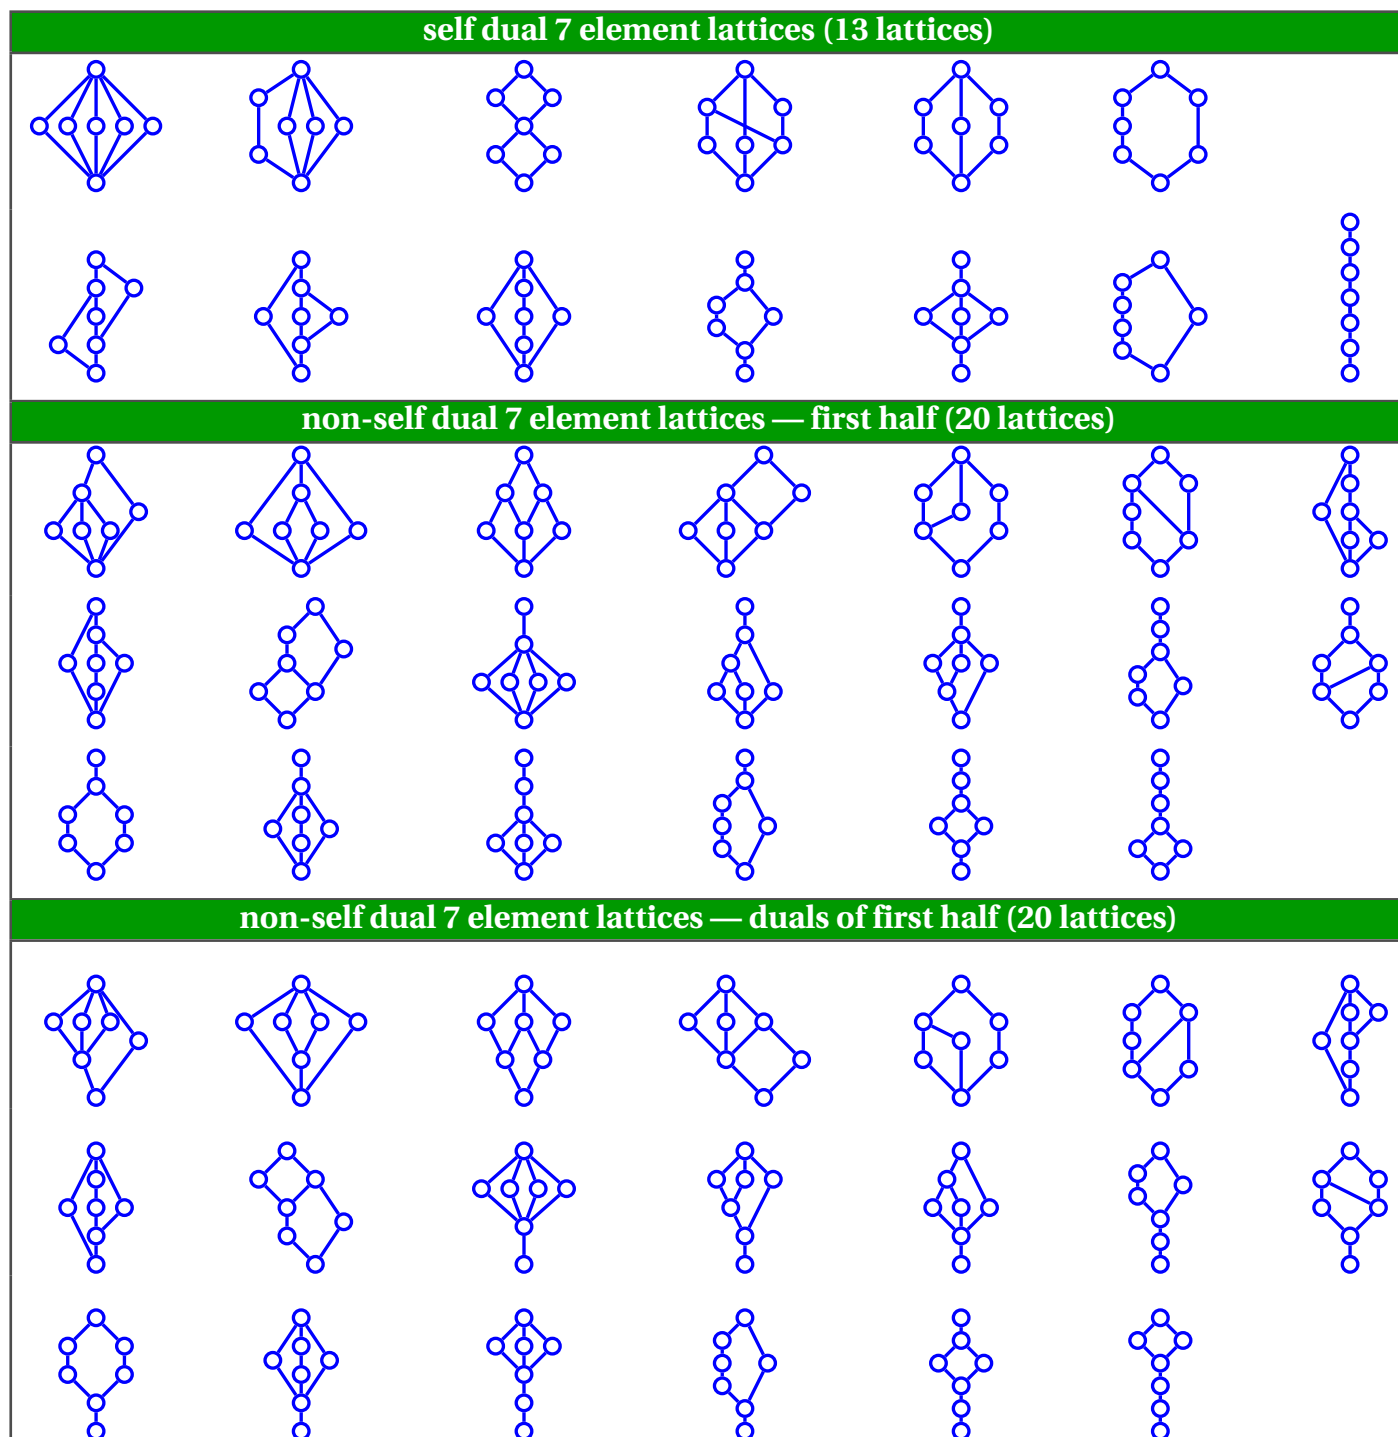 self dual 7 element lattices (13 lattices)
non-self dual 7 element lattices — first half (20 lattices)
non-self dual 7 element lattices — duals of first half (20 lattices)